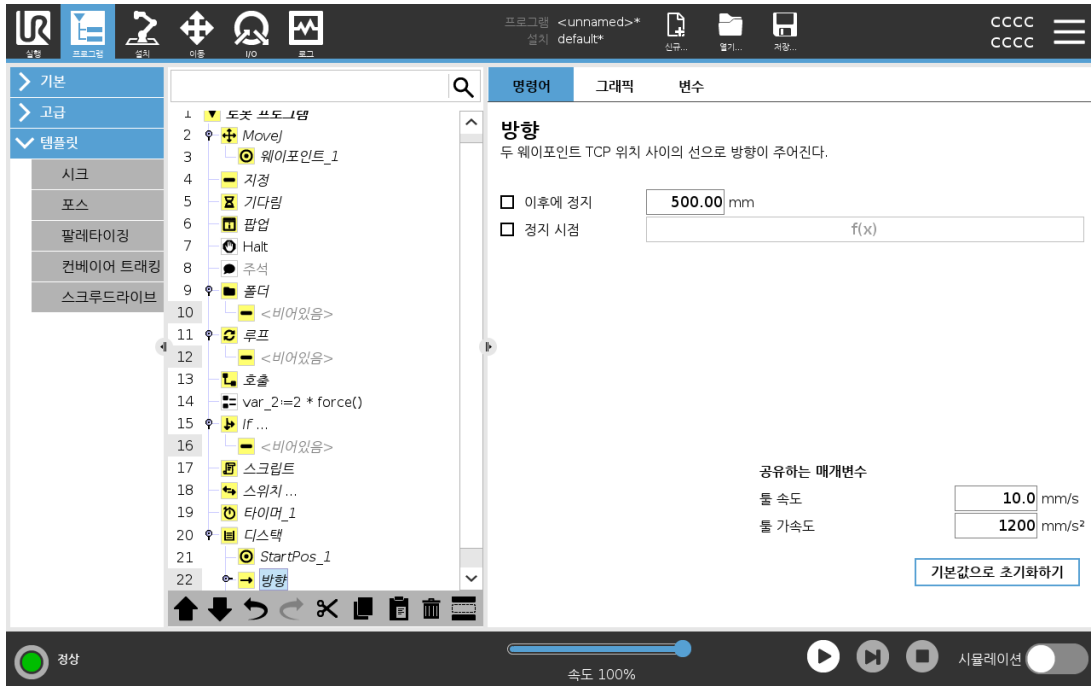 UR
실행
프로그램
설치
이동
I/O
로그
프로그램 <unnamed>*
설치 default*
신규...
열기...
저장...
cccc
cccc
기본
고급
템플릿
시크
포스
팔레타이징
컨베이어 트래킹
스크루드라이브
1 로봇 프로그램
2 MoveJ
3 웨이포인트_1
4 지정
5 기다림
6 팝업
7 Halt
8 주석
9 폴더
10 <비어있음>
11 루프
12 <비어있음>
13 호출
14 var_2:=2 * force()
15 If ...
16 <비어있음>
17 스크립트
18 스위치 ...
19 타이머_1
20 디스택
21 StartPos_1
22 방향
명령어 그래픽 변수
방향
두 웨이포인트 TCP 위치 사이의 선으로 방향이 주어진다.
이후에 정지 500.00 mm
정지 시점 f(x)
공유하는 매개변수
툴 속도 10.0 mm/s
툴 가속도 1200 mm/s²
기본값으로 초기화하기
정상
속도 100%
시뮬레이션